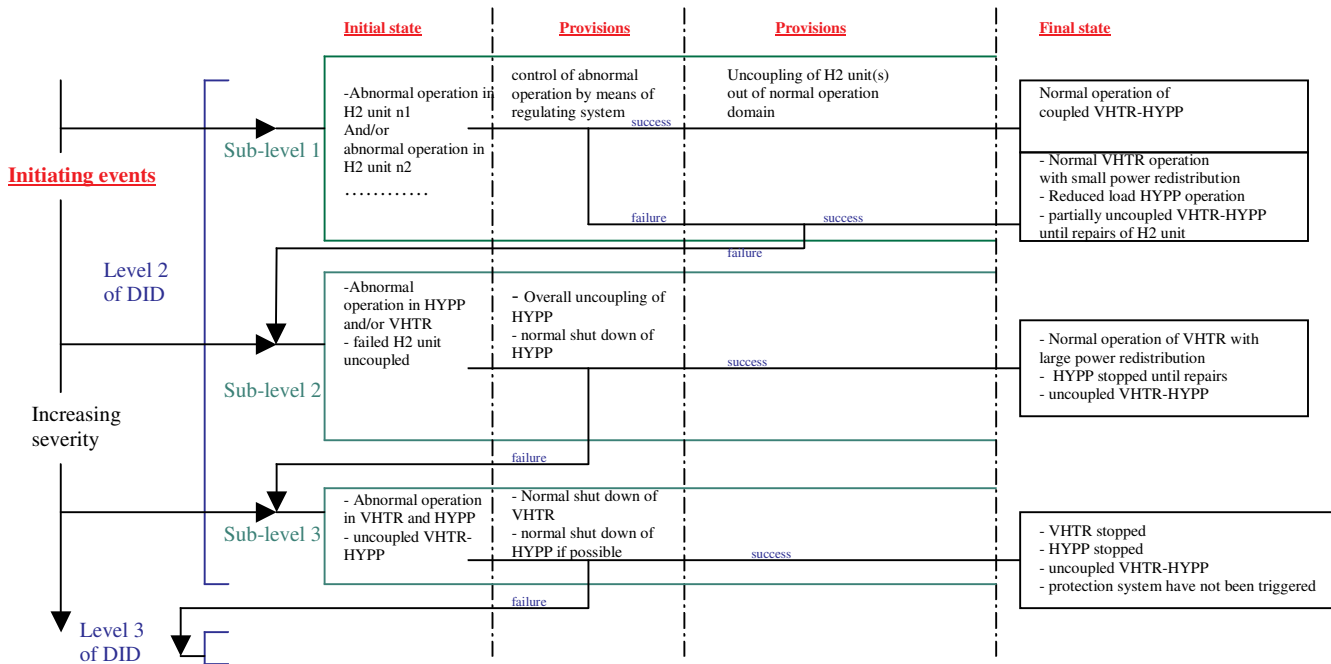 Initial state
Provisions
Provisions
Final state
Initiating events
Increasing
severity
Level 2
of DID
Level 3
of DID
Sub-level 1
-Abnormal operation in
H2 unit n1
And/or
abnormal operation in
H2 unit n2
…………
control of abnormal
operation by means of
regulating system
Uncoupling of H2 unit(s)
out of normal operation
domain
success
failure
success
failure
Normal operation of
coupled VHTR-HYPP
- Normal VHTR operation
with small power redistribution
- Reduced load HYPP operation
- partially uncoupled VHTR-HYPP
until repairs of H2 unit
Sub-level 2
-Abnormal
operation in HYPP
and/or VHTR
- failed H2 unit
uncoupled
- Overall uncoupling of
HYPP
- normal shut down of
HYPP
success
failure
- Normal operation of VHTR with
large power redistribution
- HYPP stopped until repairs
- uncoupled VHTR-HYPP
Sub-level 3
- Abnormal operation
in VHTR and HYPP
- uncoupled VHTR-
HYPP
- Normal shut down of
VHTR
- normal shut down of
HYPP if possible
success
failure
- VHTR stopped
- HYPP stopped
- uncoupled VHTR-HYPP
- protection system have not been triggered